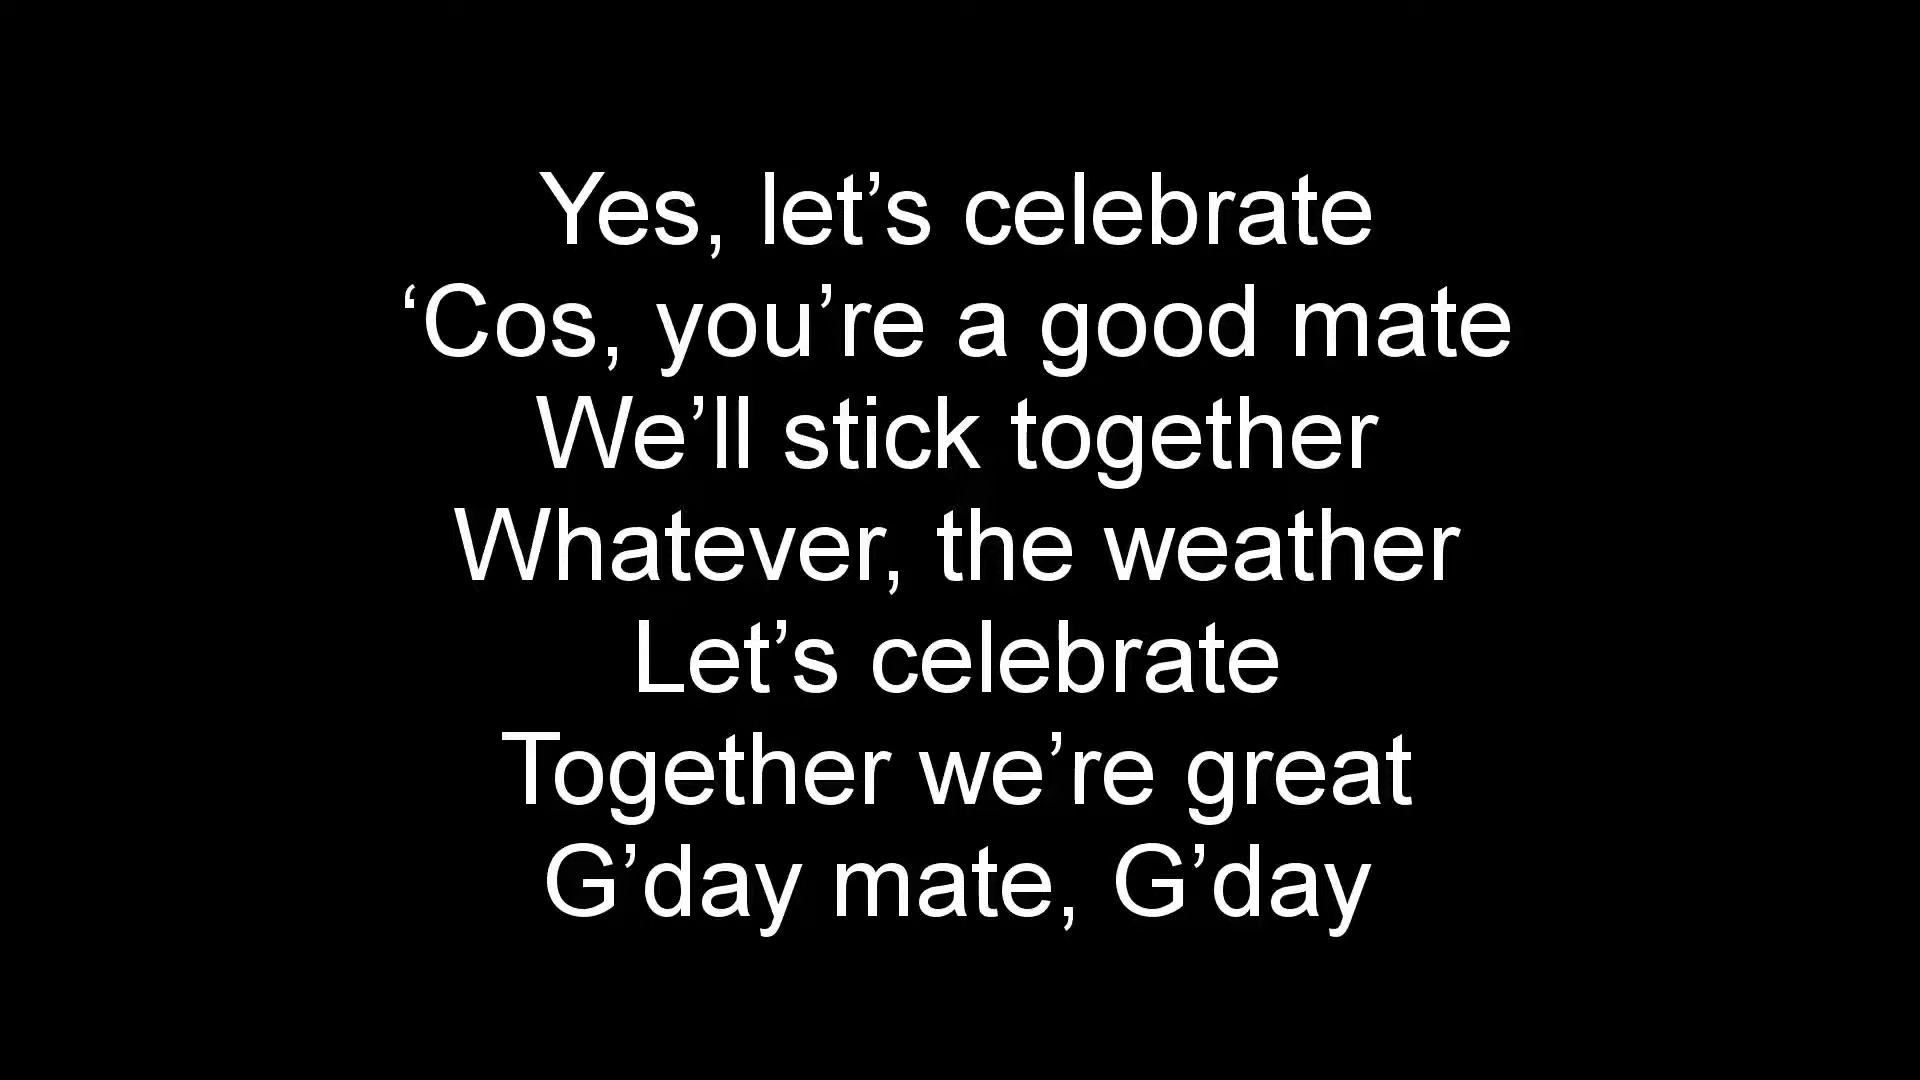 Yes, let’s celebrate
‘Cos, you’re a good mate
We’ll stick together
Whatever, the weather
Let’s celebrate
Together we’re great
G’day mate, G’day